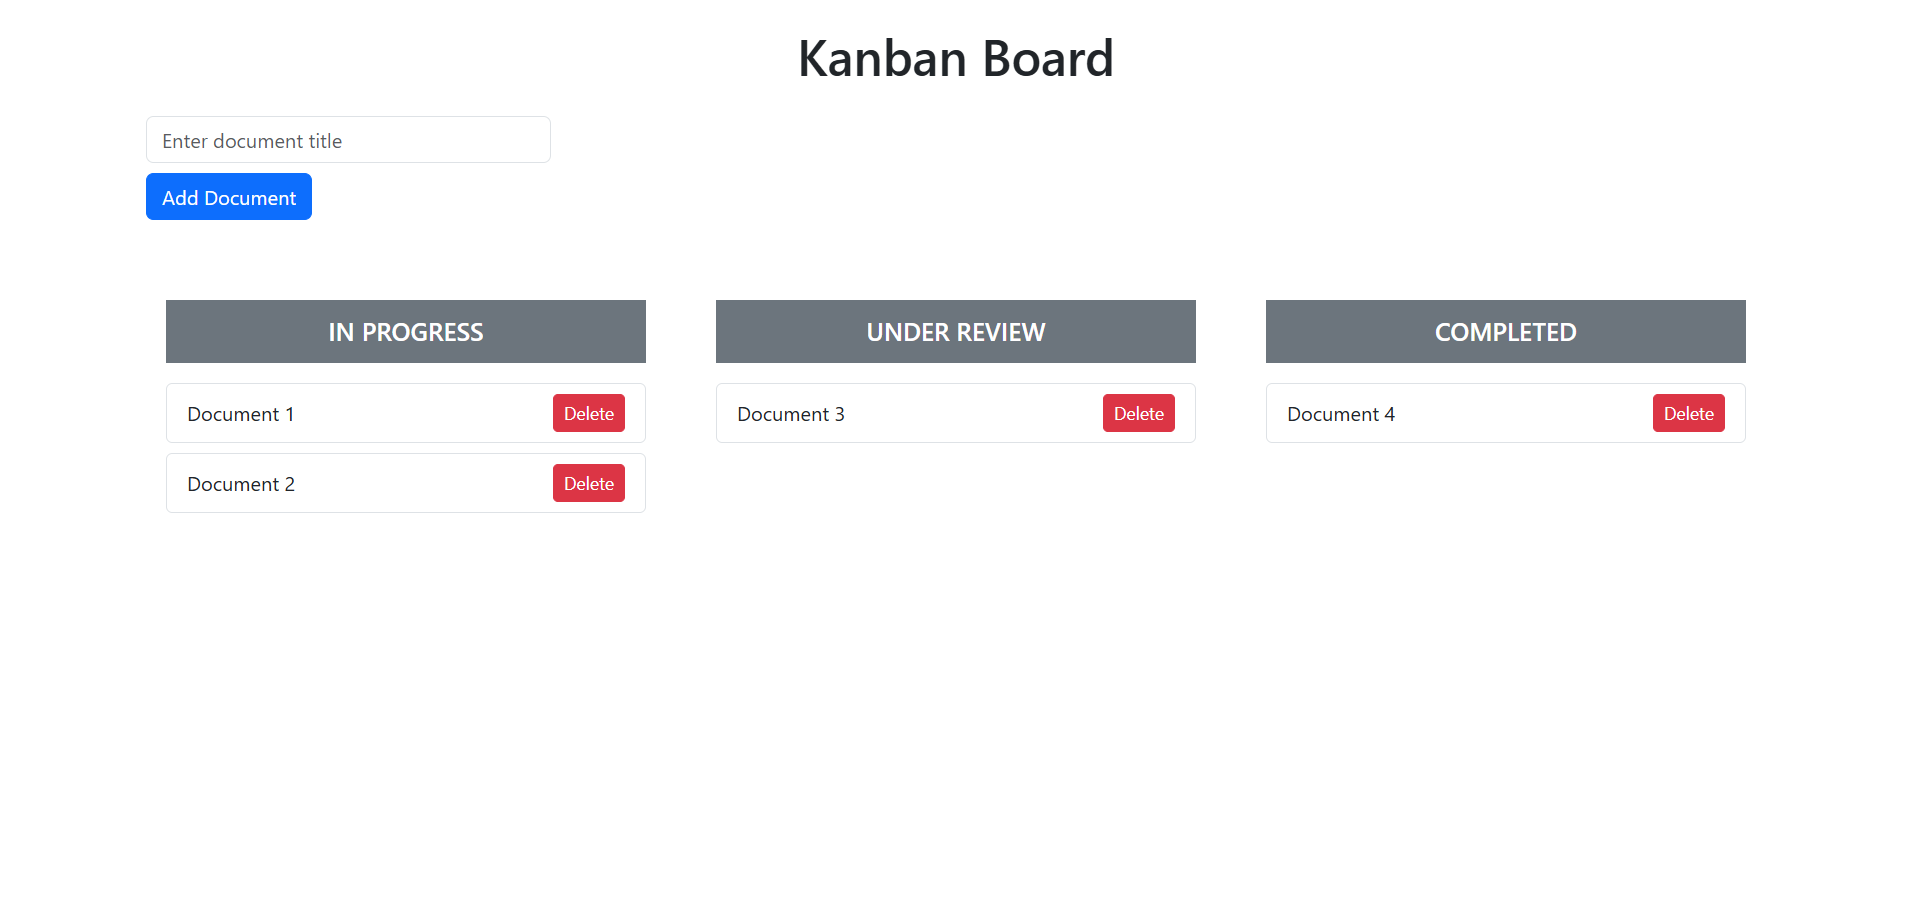 Kanban Board
Enter document title
Add Document
IN PROGRESS
Document 1 Delete
Document 2 Delete
UNDER REVIEW
Document 3 Delete
COMPLETED
Document 4 Delete